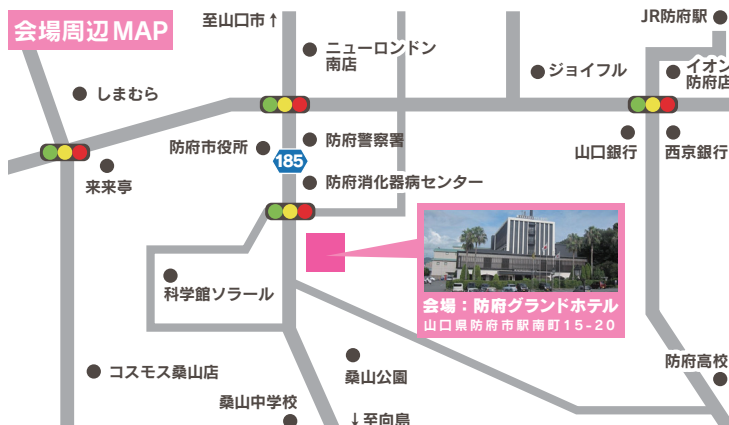 会場周辺MAP
至山口市↑
JR防府駅
ニューロンドン
南店
ジョイフル
イオン
防府店
しまむら
防府市役所
防府警察署
185
山口銀行
西京銀行
来来亭
防府消化器病センター
科学館ソラール
会場：防府グランドホテル
山口県防府市駅南町15-20
コスモス桑山店
桑山公園
防府高校
桑山中学校
↓至向島